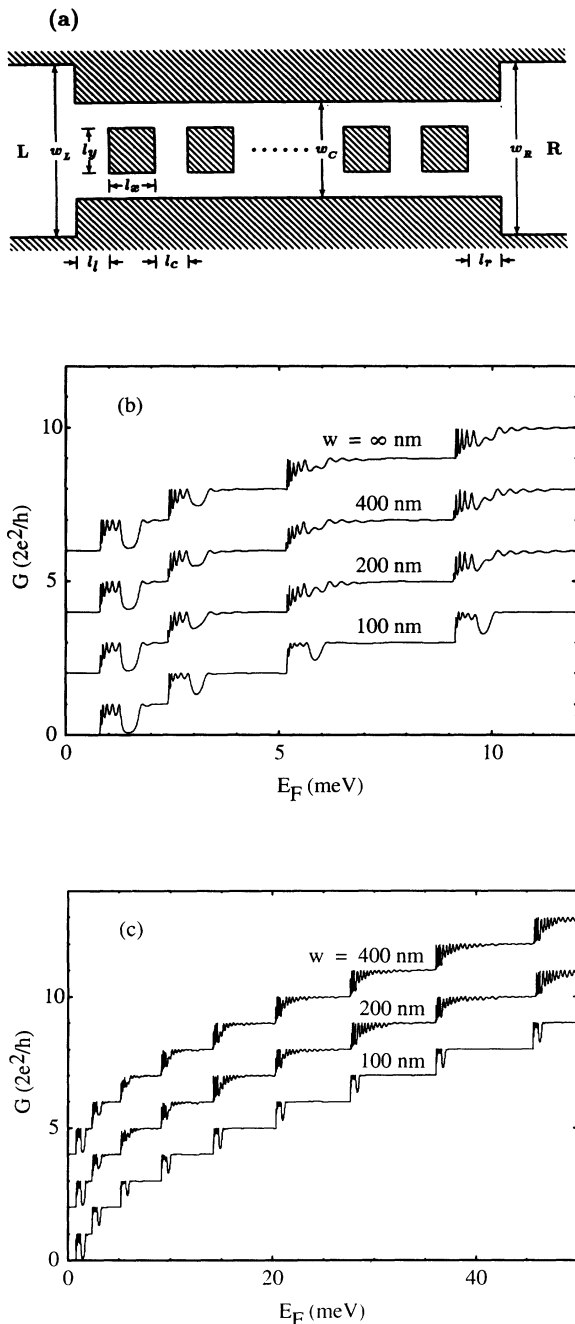 (a)
L w_L l_y w_C w_R R
l_x
l_l l_c l_r
(b)
w = ∞ nm
400 nm
200 nm
100 nm
10
5
0
G (2e²/h)
0 5 10
E_F (meV)
(c)
w = 400 nm
200 nm
100 nm
10
5
0
G (2e²/h)
0 20 40
E_F (meV)